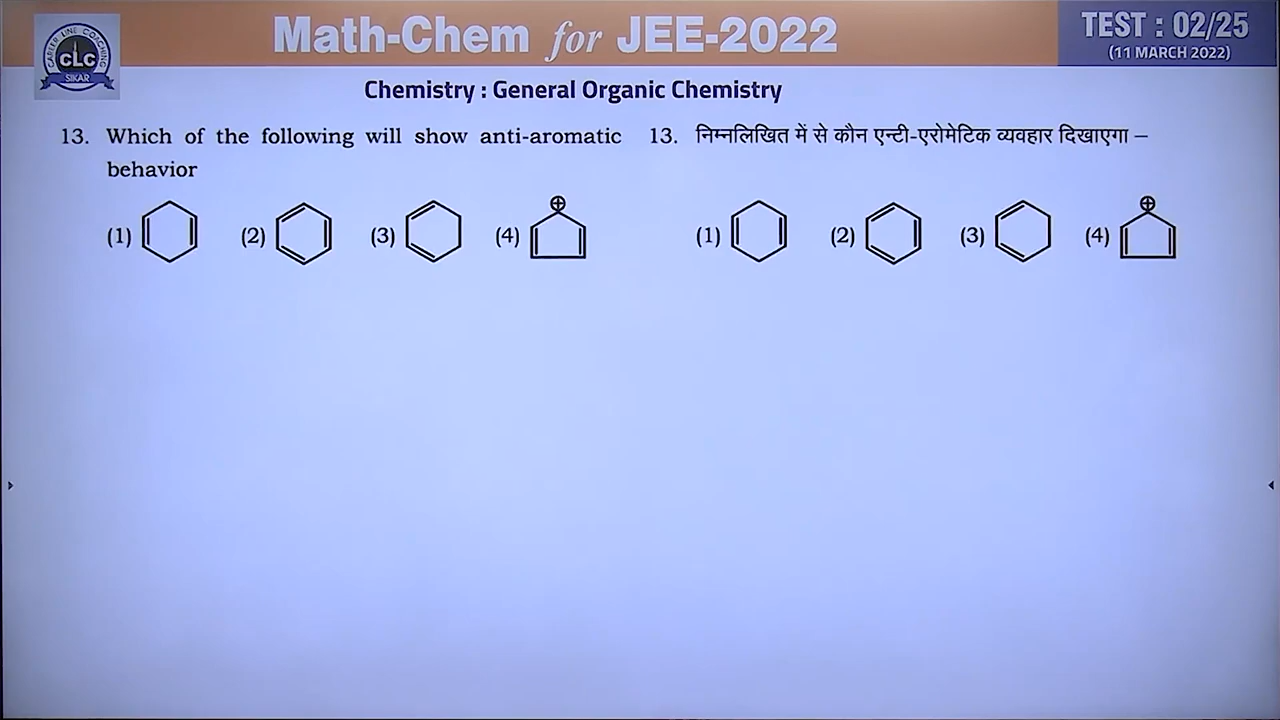 CAREER LINE COACHING
CLC
SIKAR
Math-Chem for JEE-2022
TEST : 02/25
(11 MARCH 2022)
Chemistry : General Organic Chemistry
13. Which of the following will show anti-aromatic
behavior
(1) (2) (3) (4) ⊕
13. निम्नलिखित में से कौन एन्टी-एरोमेटिक व्यवहार दिखाएगा –
(1) (2) (3) (4) ⊕